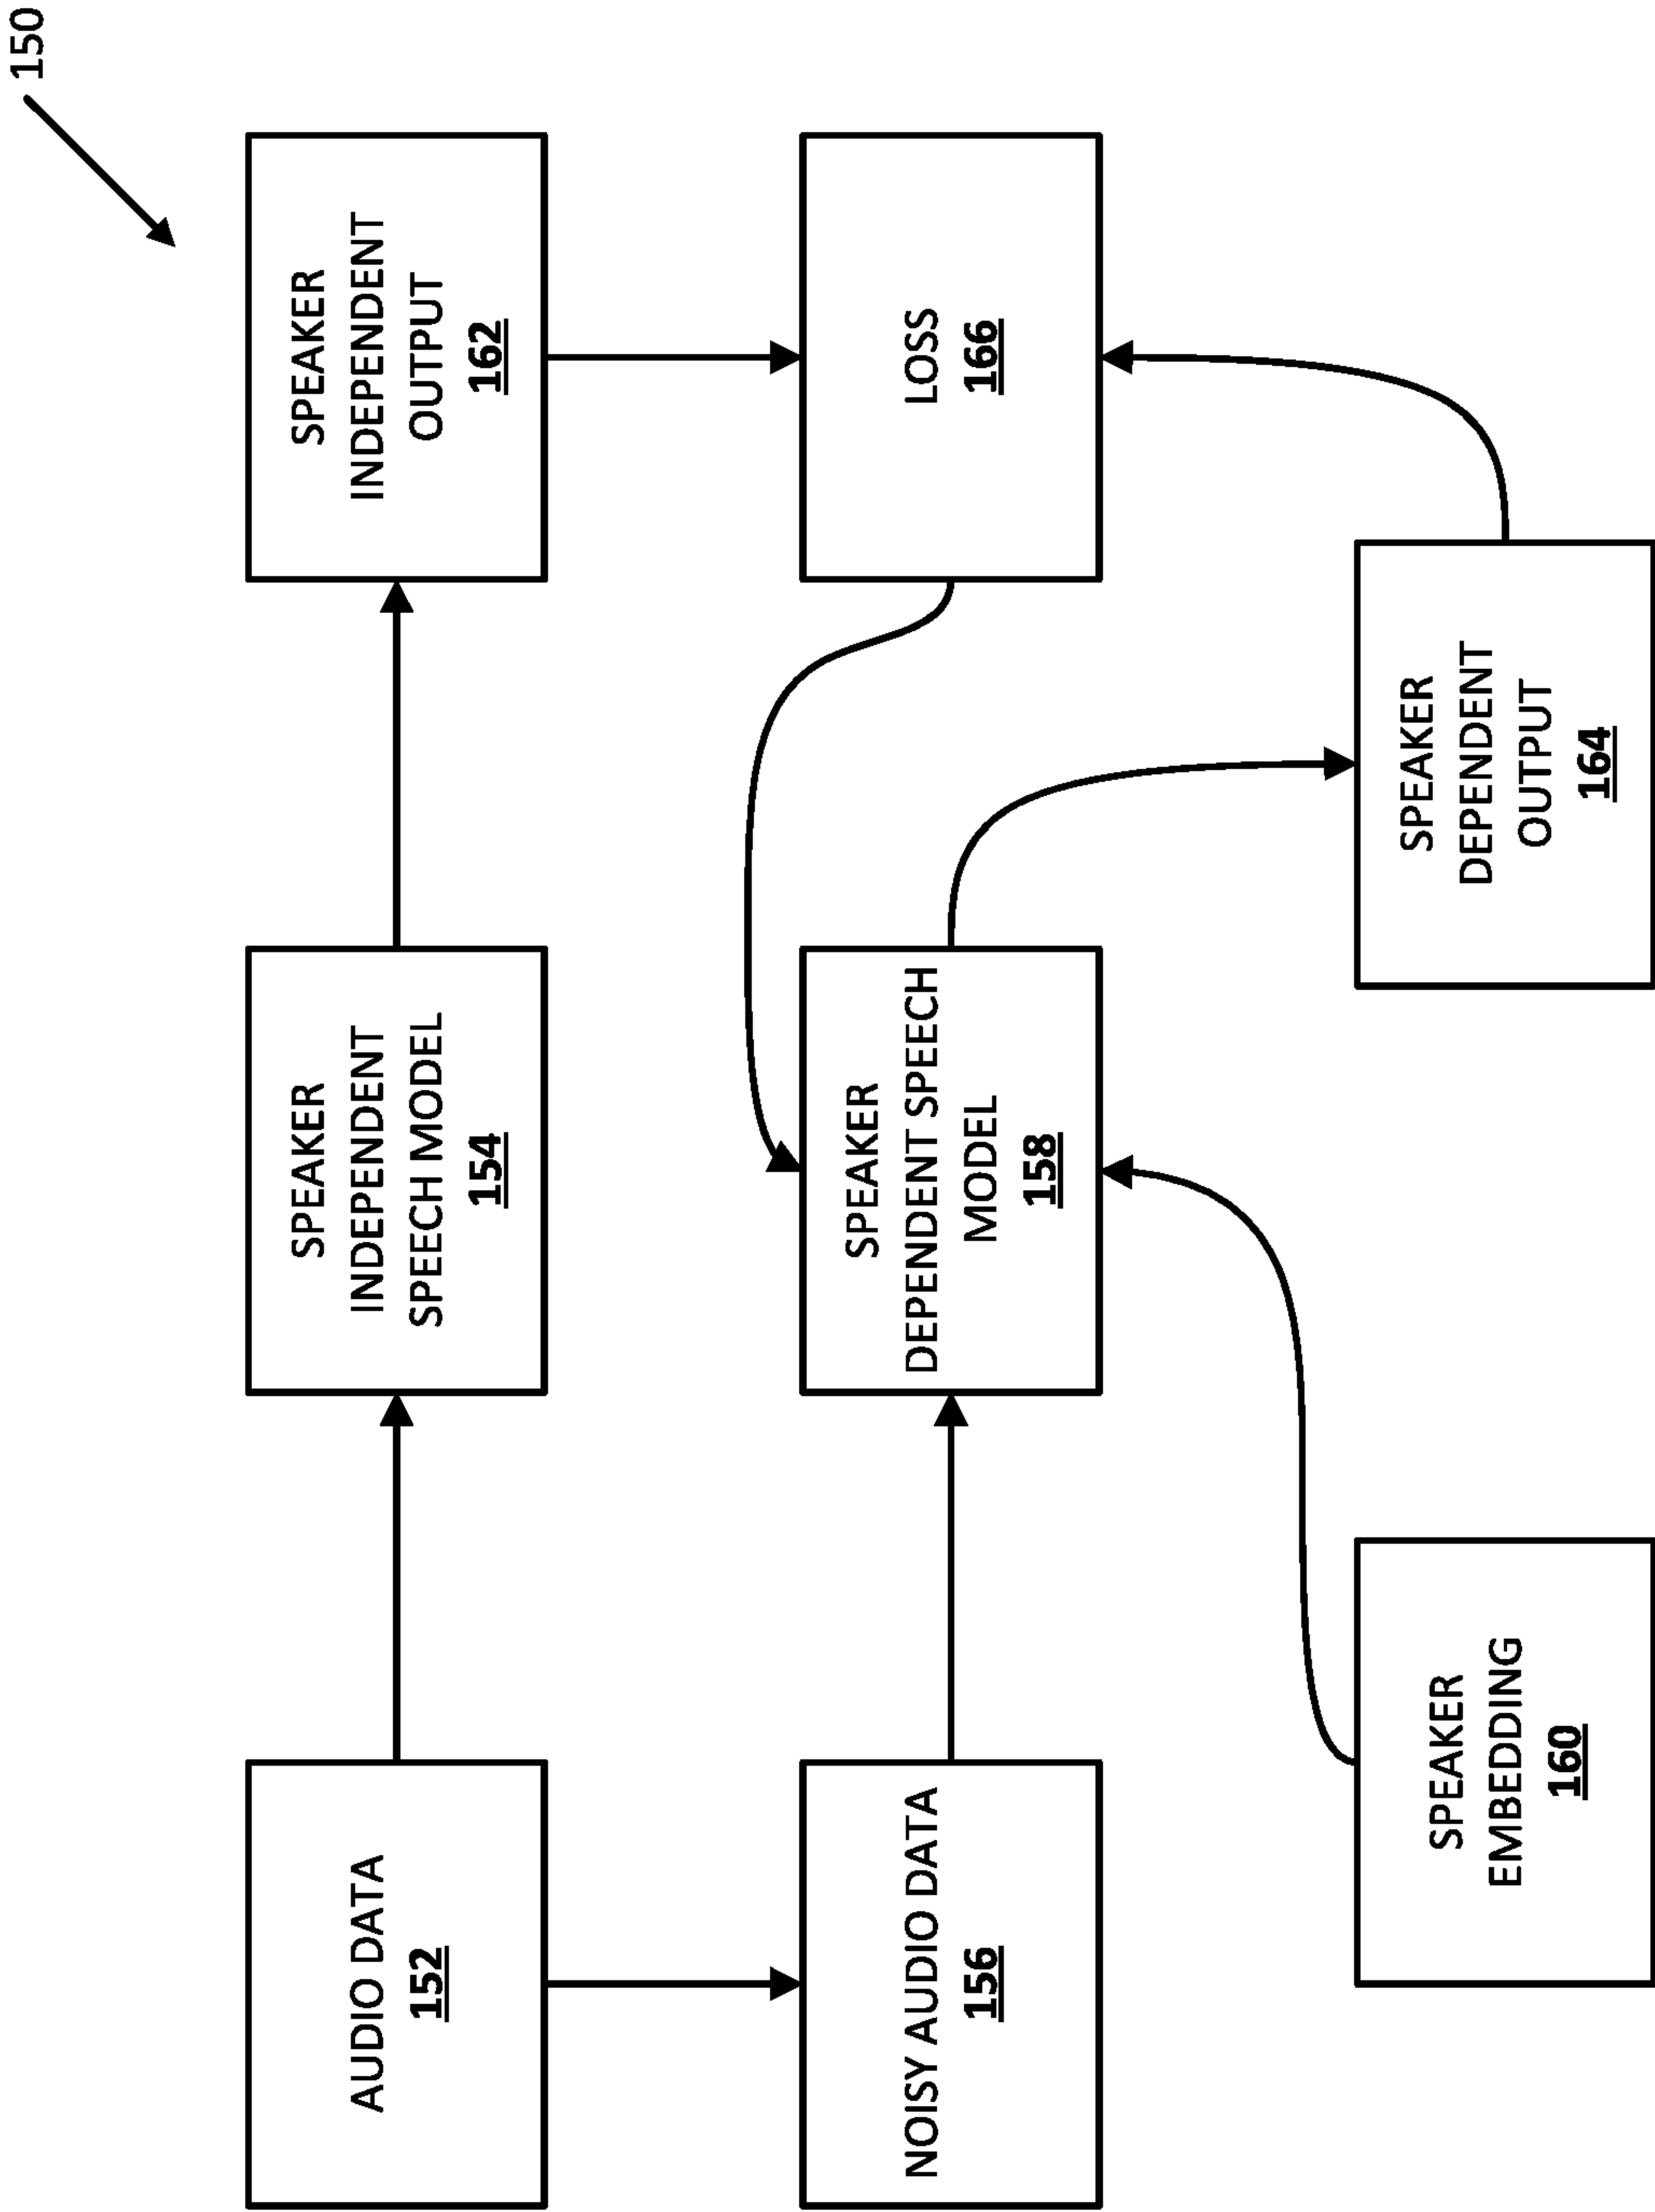 150
AUDIO DATA
152
SPEAKER
INDEPENDENT
SPEECH MODEL
154
SPEAKER
INDEPENDENT
OUTPUT
162
NOISY AUDIO DATA
156
SPEAKER
DEPENDENT SPEECH
MODEL
158
LOSS
166
SPEAKER
EMBEDDING
160
SPEAKER
DEPENDENT
OUTPUT
164